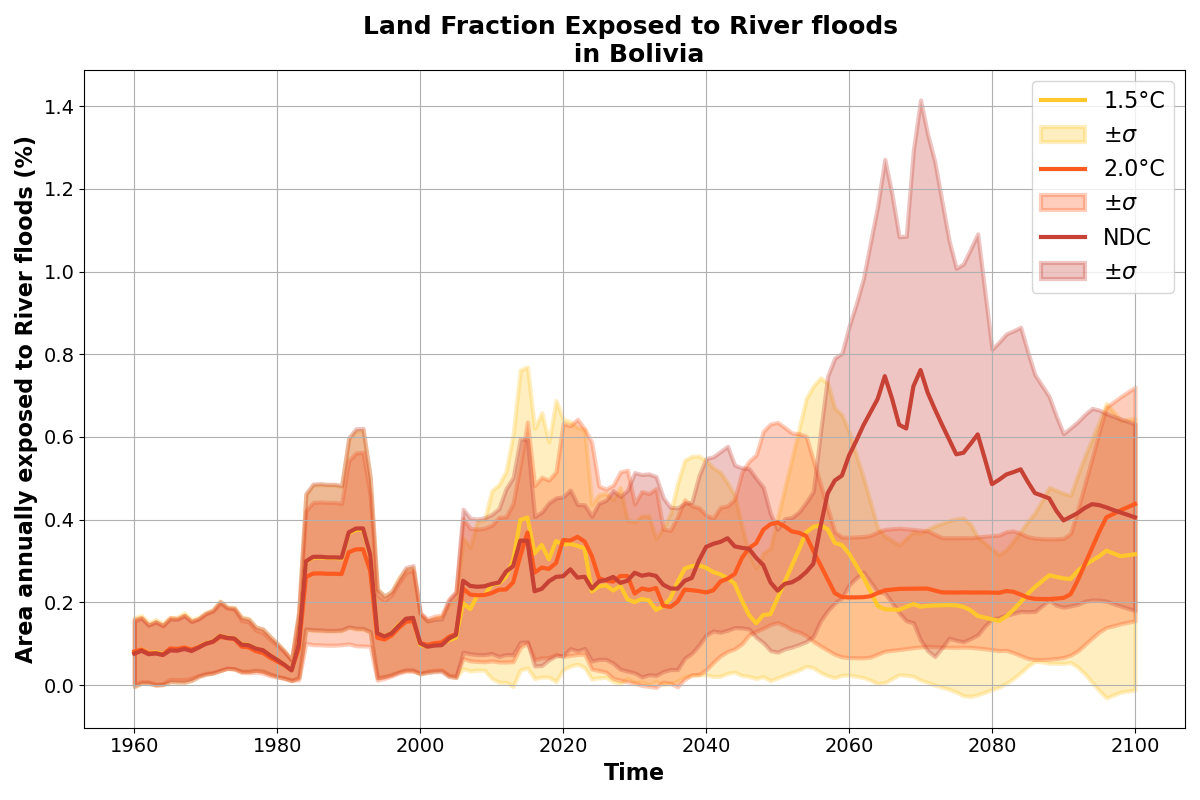 Land Fraction Exposed to River floods
in Bolivia
Area annually exposed to River floods (%)
1.4
1.2
1.0
0.8
0.6
0.4
0.2
0.0
1960 1980 2000 2020 2040 2060 2080 2100
Time
1.5°C
±σ
2.0°C
±σ
NDC
±σ